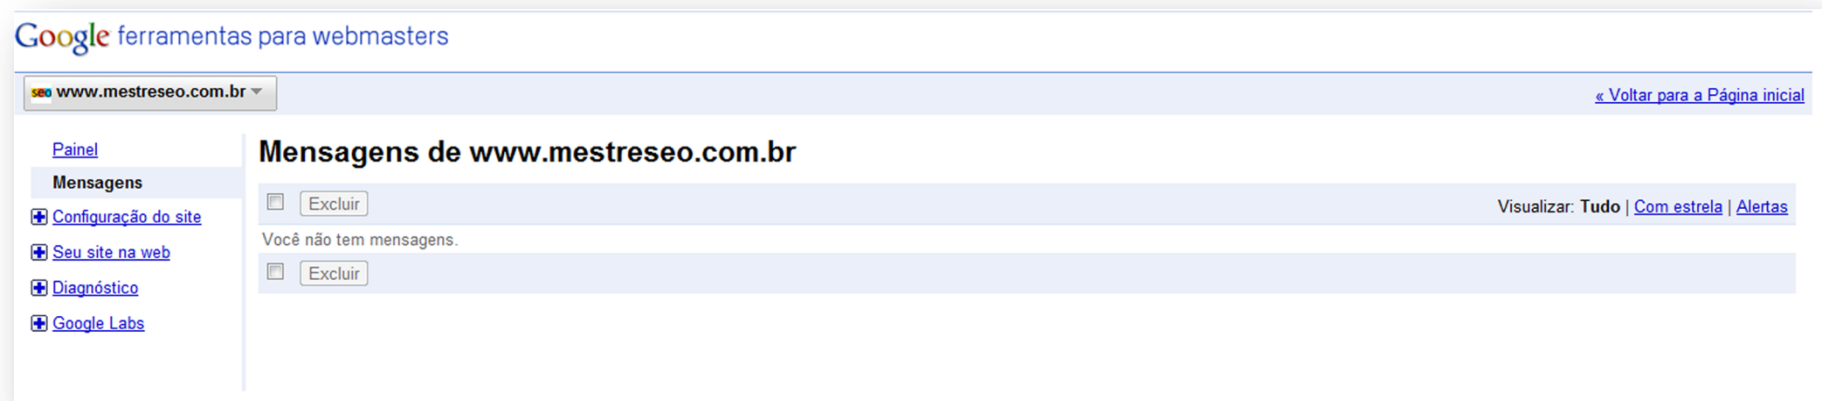 Google ferramentas para webmasters
seo www.mestreseo.com.br
« Voltar para a Página inicial
Painel
Mensagens
Configuração do site
Seu site na web
Diagnóstico
Google Labs
Mensagens de www.mestreseo.com.br
Excluir
Visualizar: Tudo | Com estrela | Alertas
Você não tem mensagens.
Excluir